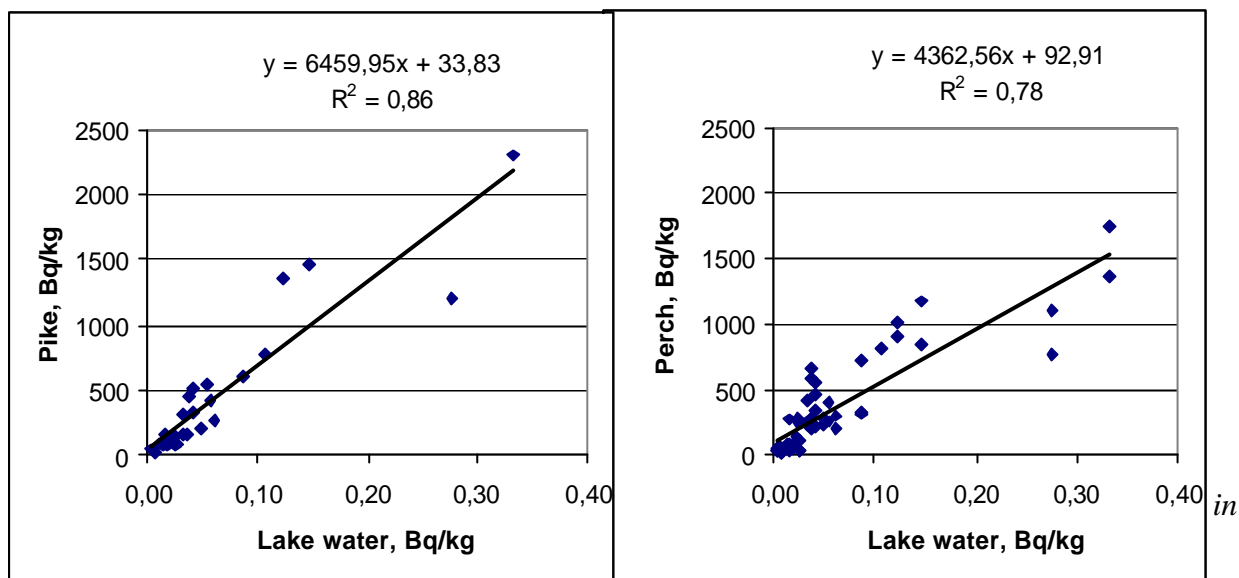 y = 6459,95x + 33,83
R² = 0,86
2500
2000
1500
1000
500
0
0,00 0,10 0,20 0,30 0,40
Pike, Bq/kg
Lake water, Bq/kg
y = 4362,56x + 92,91
R² = 0,78
2500
2000
1500
1000
500
0
0,00 0,10 0,20 0,30 0,40
Perch, Bq/kg
Lake water, Bq/kg
in